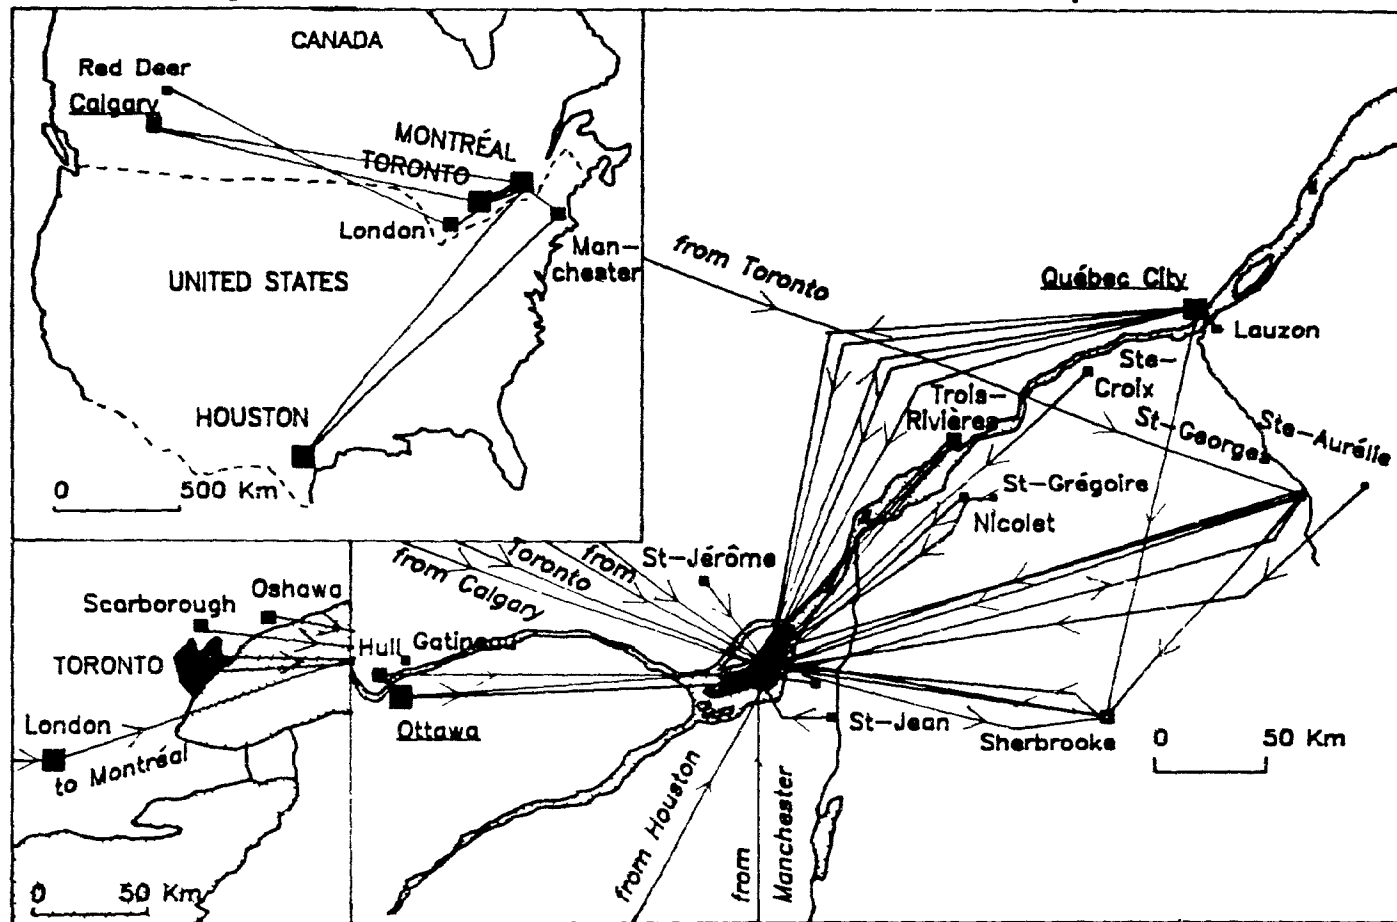 CANADA
Red Deer
Calgary
MONTRÉAL
TORONTO
London
Man-
chester
UNITED STATES
HOUSTON
0 500 Km
from Toronto
Québec City
Lauzon
Ste-
Croix
Trois-
Rivières
St-Georges
Ste-Aurélie
St-Grégoire
Nicolet
St-Jérôme
from
Toronto
from Calgary
Oshawa
Scarborough
TORONTO
Hull
Gatineau
London
to Montréal
Ottawa
St-Jean
Sherbrooke
0 50 Km
from Houston
from
Manchester
0 50 Km